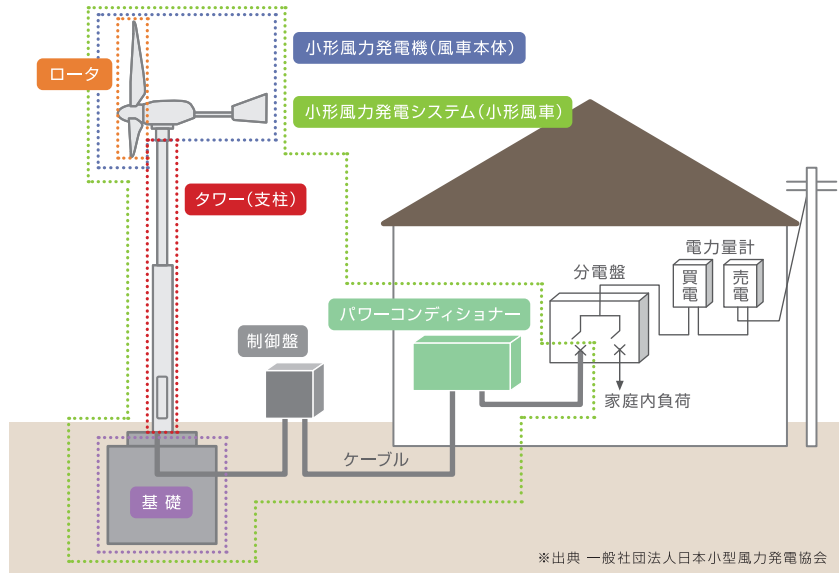 小形風力発電機(風車本体)
ロータ
小形風力発電システム(小形風車)
タワー(支柱)
電力量計
分電盤
買電
売電
パワーコンディショナー
制御盤
家庭内負荷
ケーブル
基礎
※出典 一般社団法人日本小型風力発電協会